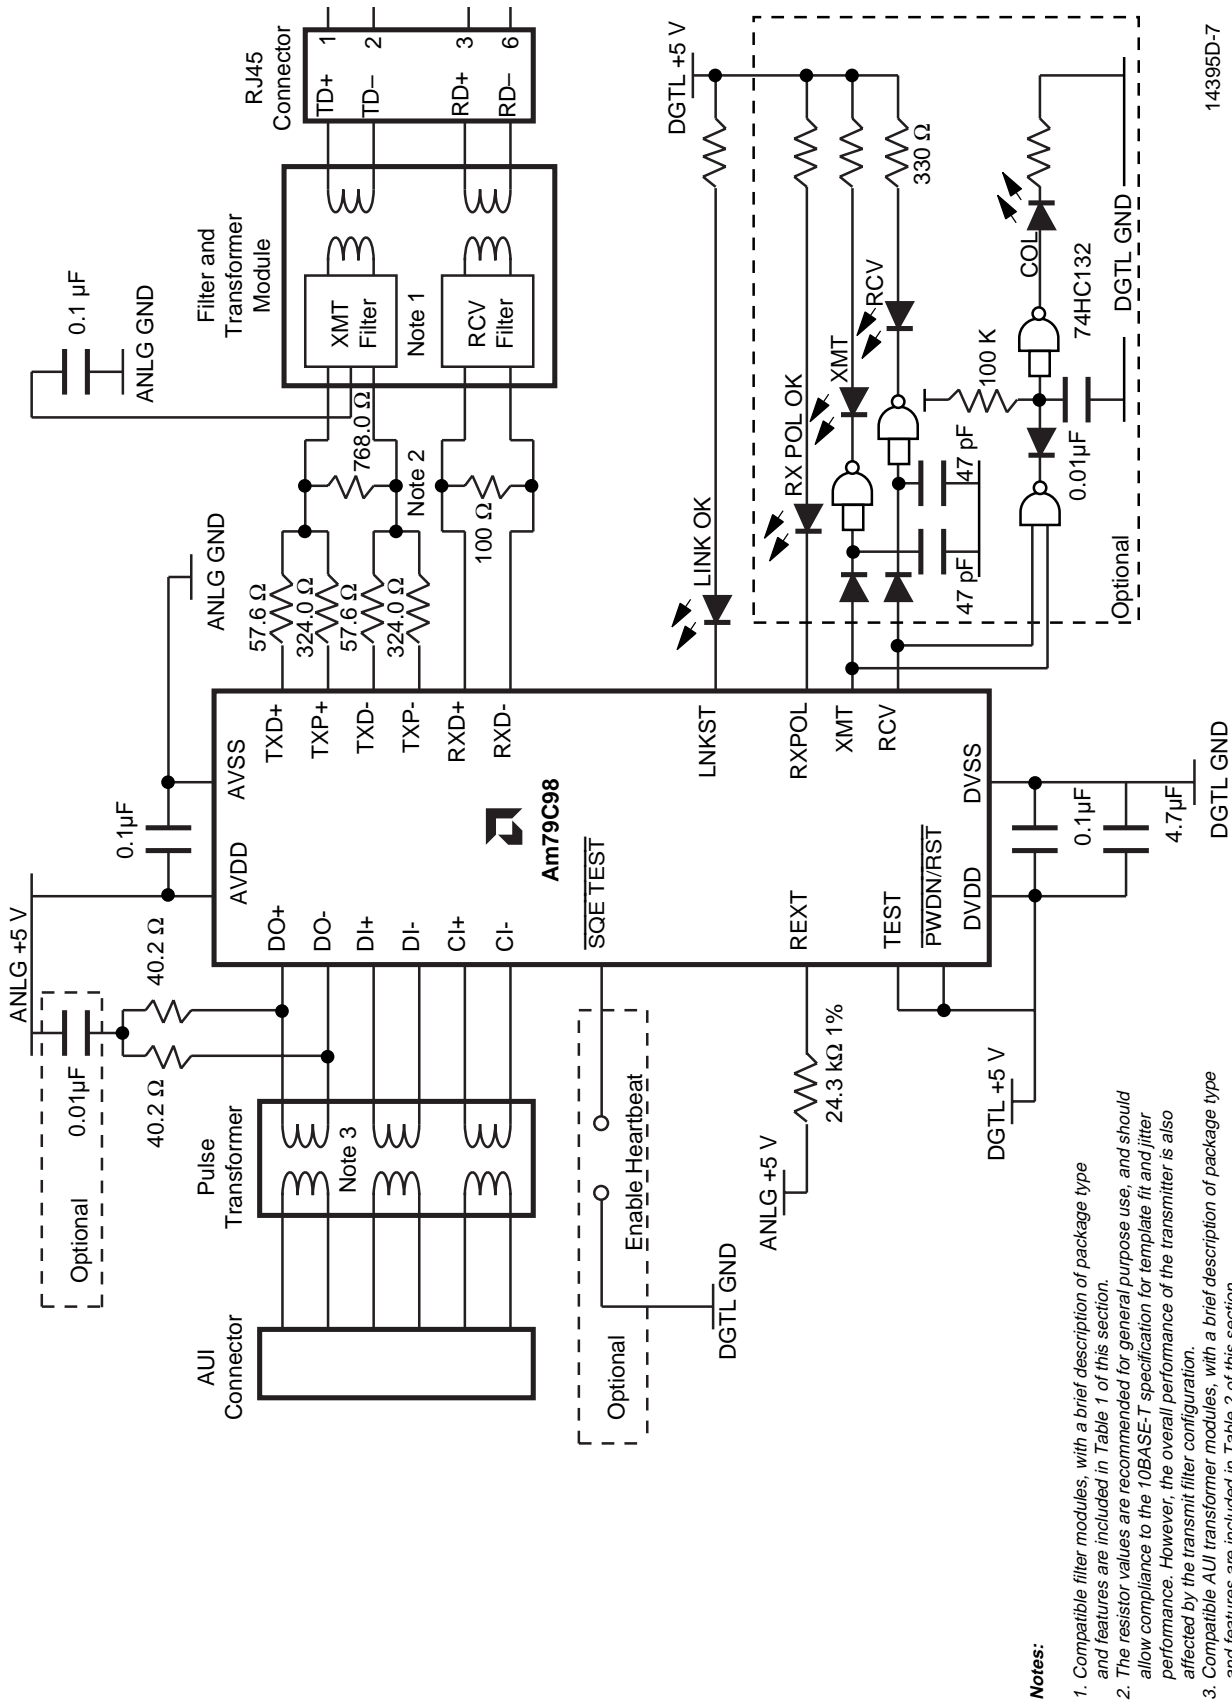 ANLG +5 V
Optional
0.01µF
40.2 Ω
40.2 Ω
0.1µF
ANLG GND
0.1 µF
ANLG GND
AUI
Connector
Pulse
Transformer
Note 3
Filter and
Transformer
Module
XMT
Filter
Note 1
RCV
Filter
RJ45
Connector
TD+ 1
TD– 2
RD+ 3
RD– 6
AVDD
AVSS
DO+
DO-
DI+
DI-
CI+
CI-
SQE TEST
REXT
TEST
PWDN/RST
DVDD
DVSS
TXD+
TXP+
TXD-
TXP-
RXD+
RXD-
LNKST
RXPOL
XMT
RCV
Am79C98
57.6 Ω
324.0 Ω
57.6 Ω
324.0 Ω
768.0 Ω
Note 2
100 Ω
Optional
Enable Heartbeat
DGTL GND
ANLG +5 V
24.3 kΩ 1%
DGTL +5 V
0.1µF
4.7µF
DGTL GND
DGTL +5 V
LINK OK
RX POL OK
XMT
RCV
330 Ω
47 pF
47 pF
100 K
COL
74HC132
0.01µF
DGTL GND
Optional
14395D-7
Notes:
1. Compatible filter modules, with a brief description of package type
and features are included in Table 1 of this section.
2. The resistor values are recommended for general purpose use, and should
allow compliance to the 10BASE-T specification for template fit and jitter
performance. However, the overall performance of the transmitter is also
affected by the transmit filter configuration.
3. Compatible AUI transformer modules, with a brief description of package type
and features are included in Table 2 of this section.